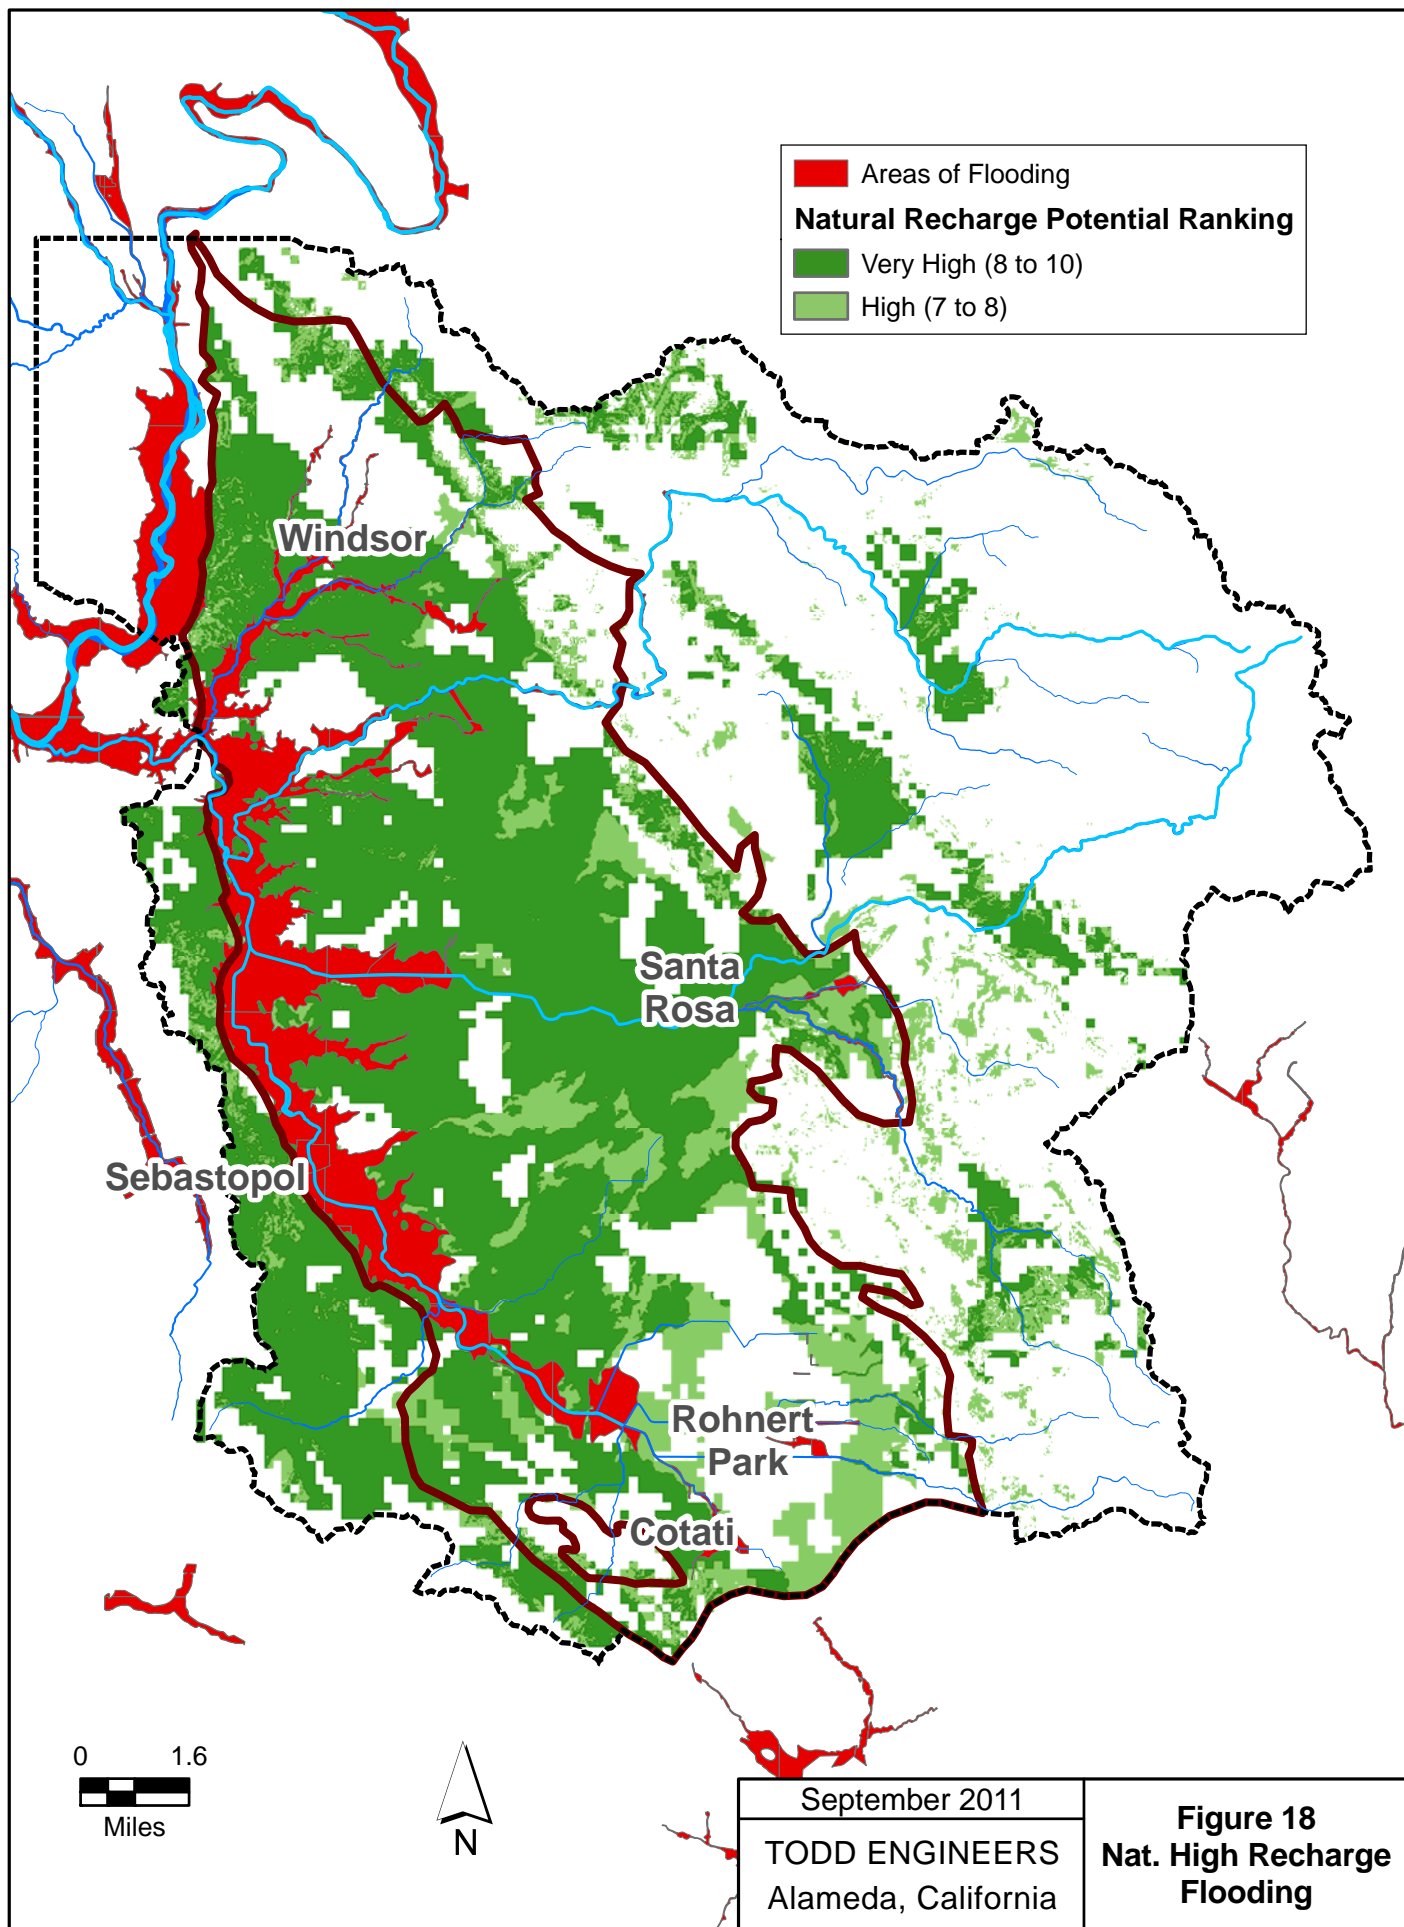 Areas of Flooding
Natural Recharge Potential Ranking
Very High (8 to 10)
High (7 to 8)
Windsor
Santa
Rosa
Sebastopol
Rohnert
Park
Cotati
0 1.6
Miles
N
September 2011
TODD ENGINEERS
Alameda, California
Figure 18
Nat. High Recharge
Flooding